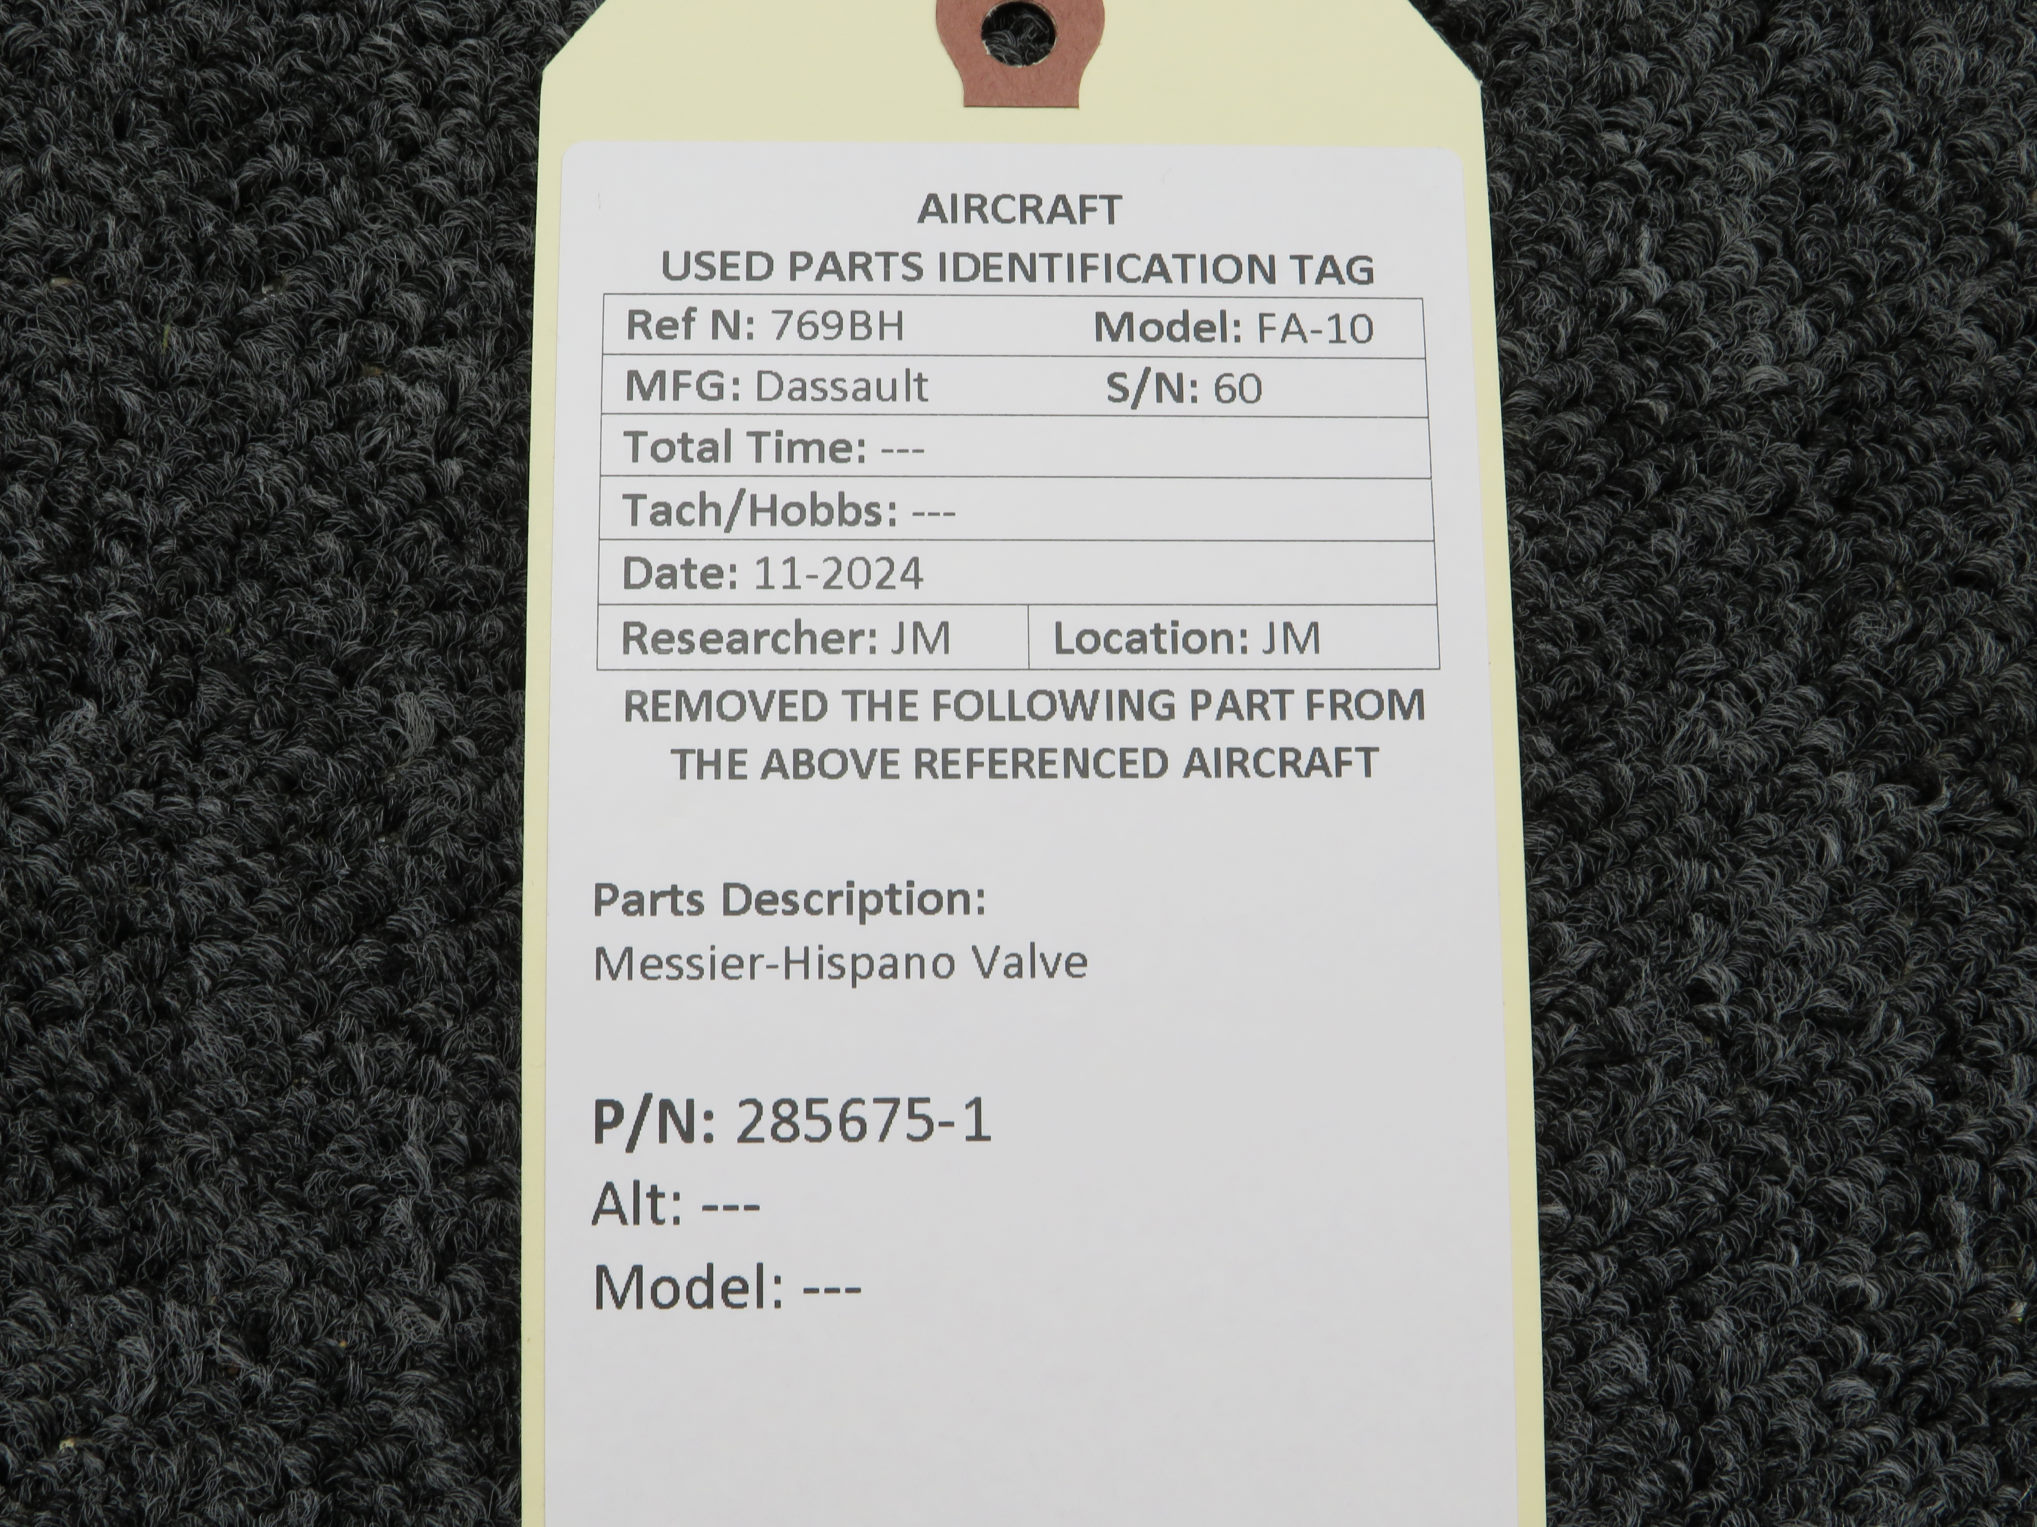 AIRCRAFT
USED PARTS IDENTIFICATION TAG
Ref N: 769BH Model: FA-10
MFG: Dassault S/N: 60
Total Time: ---
Tach/Hobbs: ---
Date: 11-2024
Researcher: JM Location: JM
REMOVED THE FOLLOWING PART FROM
THE ABOVE REFERENCED AIRCRAFT
Parts Description:
Messier-Hispano Valve
P/N: 285675-1
Alt: ---
Model: ---